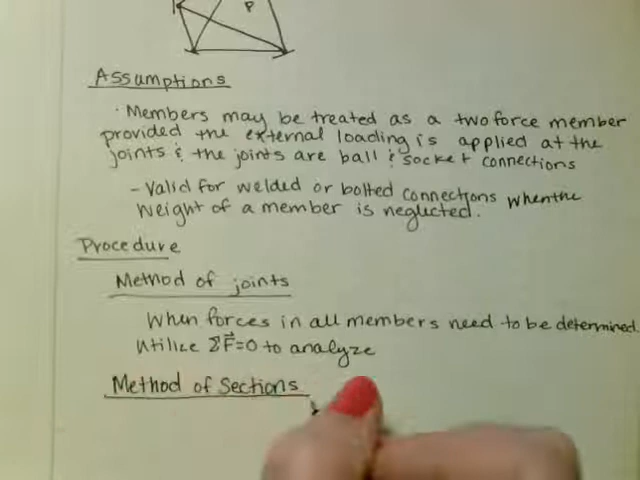 P
Assumptions
· Members may be treated as a two force member
provided the external loading is applied at the
joints & the joints are ball & socket connections
- Valid for welded or bolted connections when the
weight of a member is neglected.
Procedure
Method of joints
When forces in all members need to be determined.
Utilize ΣF⃗=0 to analyze
Method of Sections